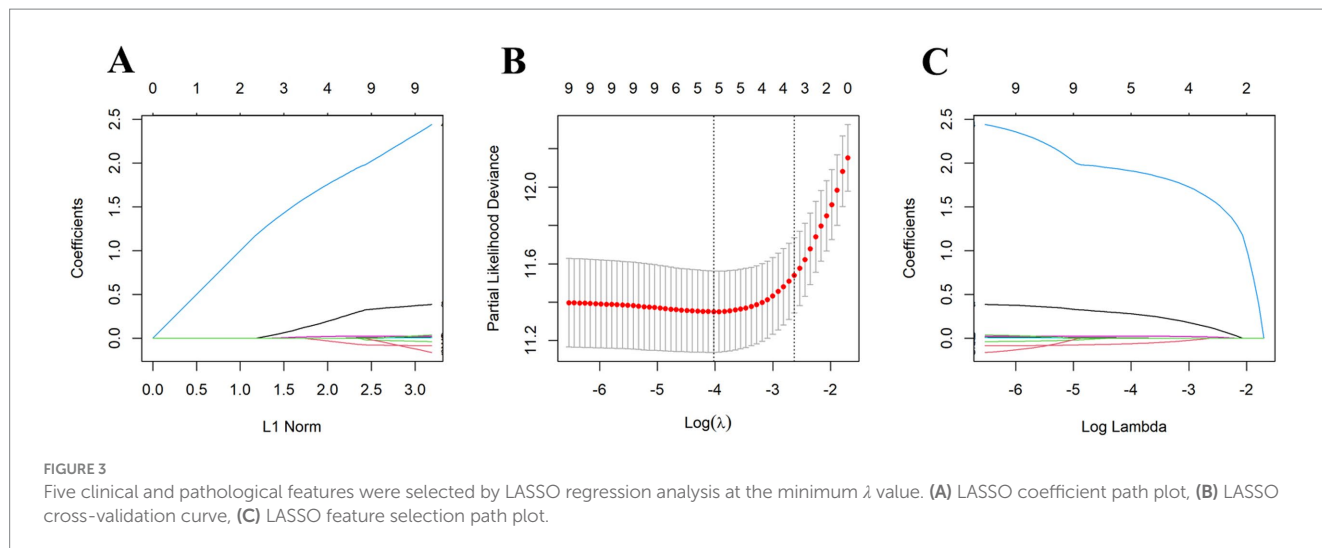 A
0 1 2 3 4 9 9
Coefficients
0.0 0.5 1.0 1.5 2.0 2.5
0.0 0.5 1.0 1.5 2.0 2.5 3.0
L1 Norm
B
9 9 9 9 9 6 5 5 5 4 4 3 2 0
Partial Likelihood Deviance
11.2 11.6 12.0
-6 -5 -4 -3 -2
Log(λ)
C
9 9 5 4 2
Coefficients
0.0 0.5 1.0 1.5 2.0 2.5
-6 -5 -4 -3 -2
Log Lambda
FIGURE 3
Five clinical and pathological features were selected by LASSO regression analysis at the minimum λ value. (A) LASSO coefficient path plot, (B) LASSO
cross-validation curve, (C) LASSO feature selection path plot.